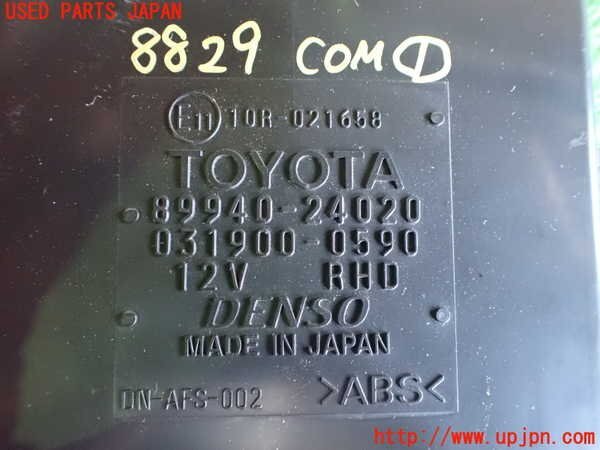 USED PARTS JAPAN
8829 COM①
E11 10R-021658
TOYOTA
89940-24020
031900-0590
12V RHD
DENSO
MADE IN JAPAN
DN-AFS-002 >ABS<
http://www.upjpn.com